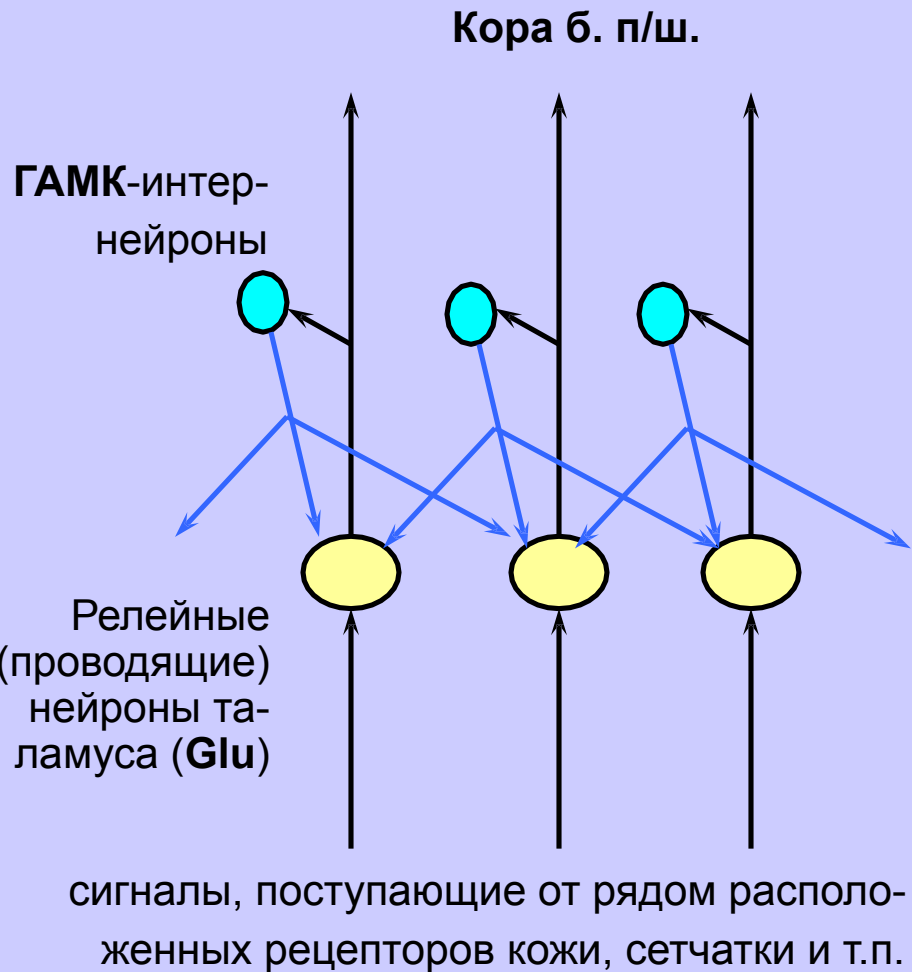 Кора б. п/ш.
ГАМК-интер-
нейроны
Релейные
(проводящие)
нейроны та-
ламуса (Glu)
сигналы, поступающие от рядом располо-
женных рецепторов кожи, сетчатки и т.п.